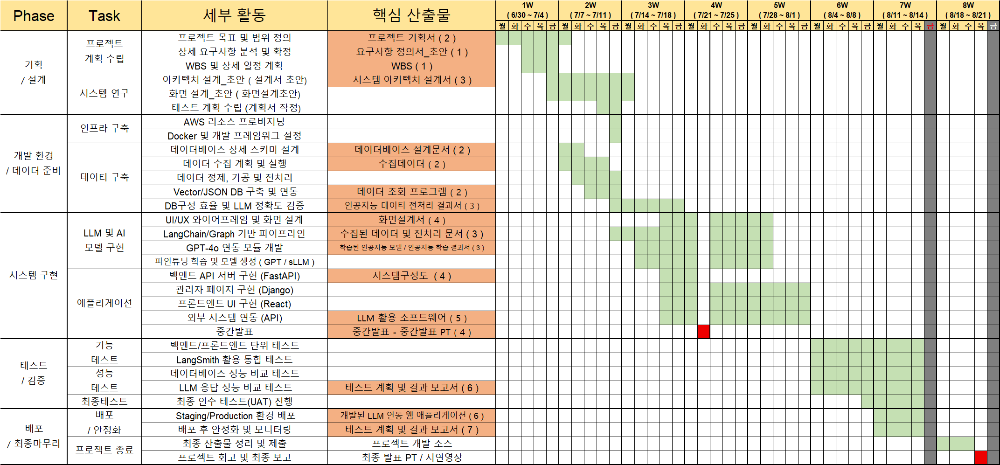 Phase Task 세부 활동 핵심 산출물 1W 2W 3W 4W 5W 6W 7W 8W
( 6/30 ~ 7/4 ) ( 7/7 ~ 7/11 ) ( 7/14 ~ 7/18 ) ( 7/21 ~ 7/25 ) ( 7/28 ~ 8/1 ) ( 8/4 ~ 8/8 ) ( 8/11 ~ 8/14 ) ( 8/18 ~ 8/21 )
월 화 수 목 금 월 화 수 목 금 월 화 수 목 금 월 화 수 목 금 월 화 수 목 금 월 화 수 목 금 월 화 수 목 금 월 화 수 목 금
기획
/ 설계
프로젝트
계획 수립
프로젝트 목표 및 범위 정의 프로젝트 기획서 ( 2 )
상세 요구사항 분석 및 확정 요구사항 정의서_초안 ( 1 )
WBS 및 상세 일정 계획 WBS ( 1 )
시스템 연구
아키텍처 설계_초안 ( 설계서 초안) 시스템 아키텍처 설계서 ( 3 )
화면 설계_초안 ( 화면설계초안)
테스트 계획 수립 (계획서 작정)
개발 환경
/ 데이터 준비
인프라 구축
AWS 리소스 프로비저닝
Docker 및 개발 프레임워크 설정
데이터 구축
데이터베이스 상세 스키마 설계 데이터베이스 설계문서 ( 2 )
데이터 수집 계획 및 실행 수집데이터 ( 2 )
데이터 정제, 가공 및 전처리
Vector/JSON DB 구축 및 연동 데이터 조회 프로그램 ( 2 )
DB구성 효율 및 LLM 정확도 검증 인공지능 데이터 전처리 결과서 ( 3 )
시스템 구현
LLM 및 AI
모델 구현
UI/UX 와이어프레임 및 화면 설계 화면설계서 ( 4 )
LangChain/Graph 기반 파이프라인 수집된 데이터 및 전처리 문서 ( 3 )
GPT-4o 연동 모듈 개발 학습된 인공지능 모델 / 인공지능 학습 결과서 ( 3 )
파인튜닝 학습 및 모델 생성 ( GPT / sLLM )
애플리케이션
백엔드 API 서버 구현 (FastAPI) 시스템구성도 ( 4 )
관리자 페이지 구현 (Django)
프론트엔드 UI 구현 (React)
외부 시스템 연동 (API) LLM 활용 소프트웨어 ( 5 )
중간발표 중간발표 - 중간발표 PT ( 4 )
테스트
/ 검증
기능
테스트
백엔드/프론트엔드 단위 테스트
LangSmith 활용 통합 테스트
성능
테스트
데이터베이스 성능 비교 테스트
LLM 응답 성능 비교 테스트 테스트 계획 및 결과 보고서 ( 6 )
최종테스트 최종 인수 테스트(UAT) 진행
배포
/ 최종마무리
배포
/ 안정화
Staging/Production 환경 배포 개발된 LLM 연동 웹 애플리케이션 ( 6 )
배포 후 안정화 및 모니터링 테스트 계획 및 결과 보고서 ( 7 )
프로젝트 종료
최종 산출물 정리 및 제출 프로젝트 개발 소스
프로젝트 회고 및 최종 보고 최종 발표 PT / 시연영상